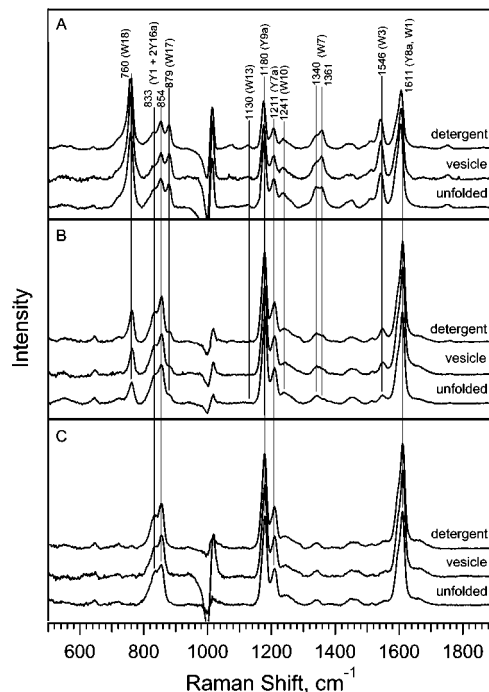 A
760 (W18)
833 (Y1 + 2Y16a)
854
879 (W17)
1130 (W13)
1180 (Y9a)
1211 (Y7a)
1241 (W10)
1340 (W7)
1361
1546 (W3)
1611 (Y8a, W1)
detergent
vesicle
unfolded
B
detergent
vesicle
unfolded
C
detergent
vesicle
unfolded
Intensity
600 800 1000 1200 1400 1600 1800
Raman Shift, cm-1